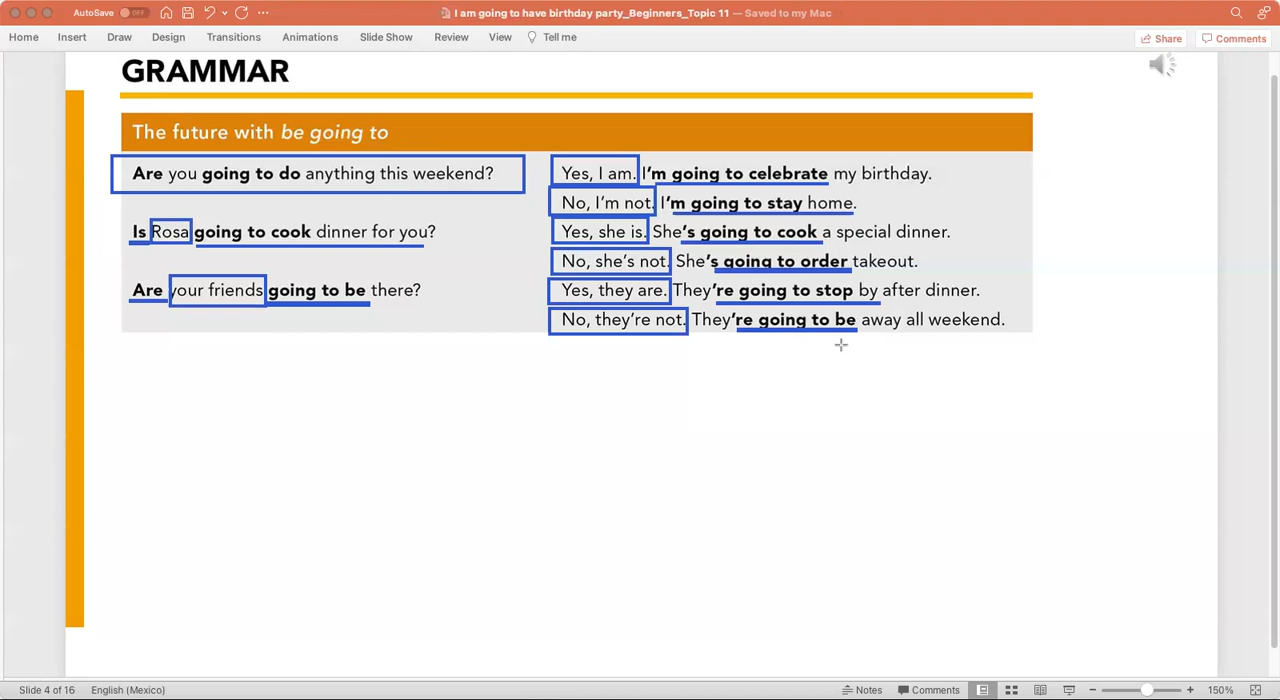 AutoSave OFF ... I am going to have birthday party_Beginners_Topic 11 — Saved to my Mac
Home Insert Draw Design Transitions Animations Slide Show Review View Tell me Share Comments
GRAMMAR
The future with be going to
Are you going to do anything this weekend? Yes, I am. I'm going to celebrate my birthday.
No, I'm not. I'm going to stay home.
Is Rosa going to cook dinner for you? Yes, she is. She's going to cook a special dinner.
No, she's not. She's going to order takeout.
Are your friends going to be there? Yes, they are. They're going to stop by after dinner.
No, they're not. They're going to be away all weekend.
Slide 4 of 16 English (Mexico) Notes Comments 150%